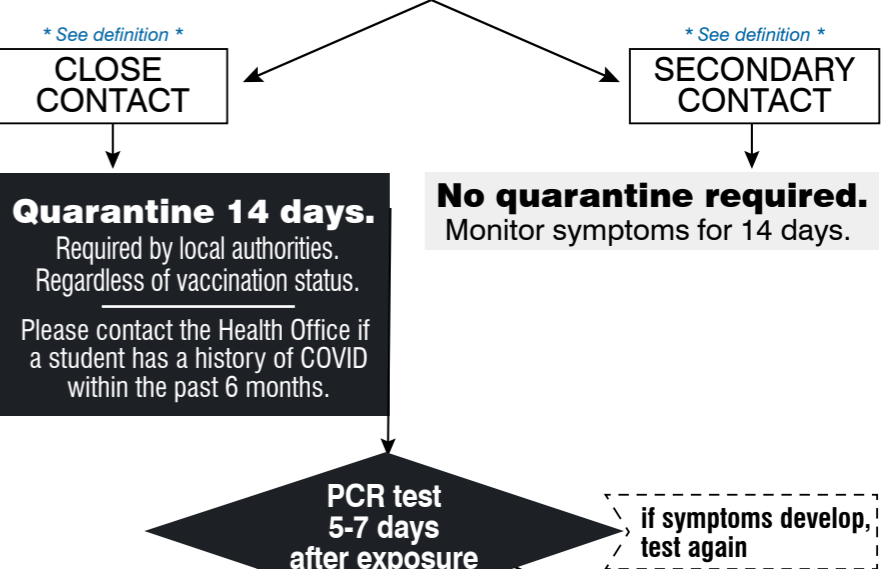 * See definition *
CLOSE
CONTACT
* See definition *
SECONDARY
CONTACT
Quarantine 14 days.
Required by local authorities.
Regardless of vaccination status.
Please contact the Health Office if
a student has a history of COVID
within the past 6 months.
No quarantine required.
Monitor symptoms for 14 days.
PCR test
5-7 days
after exposure
if symptoms develop,
test again